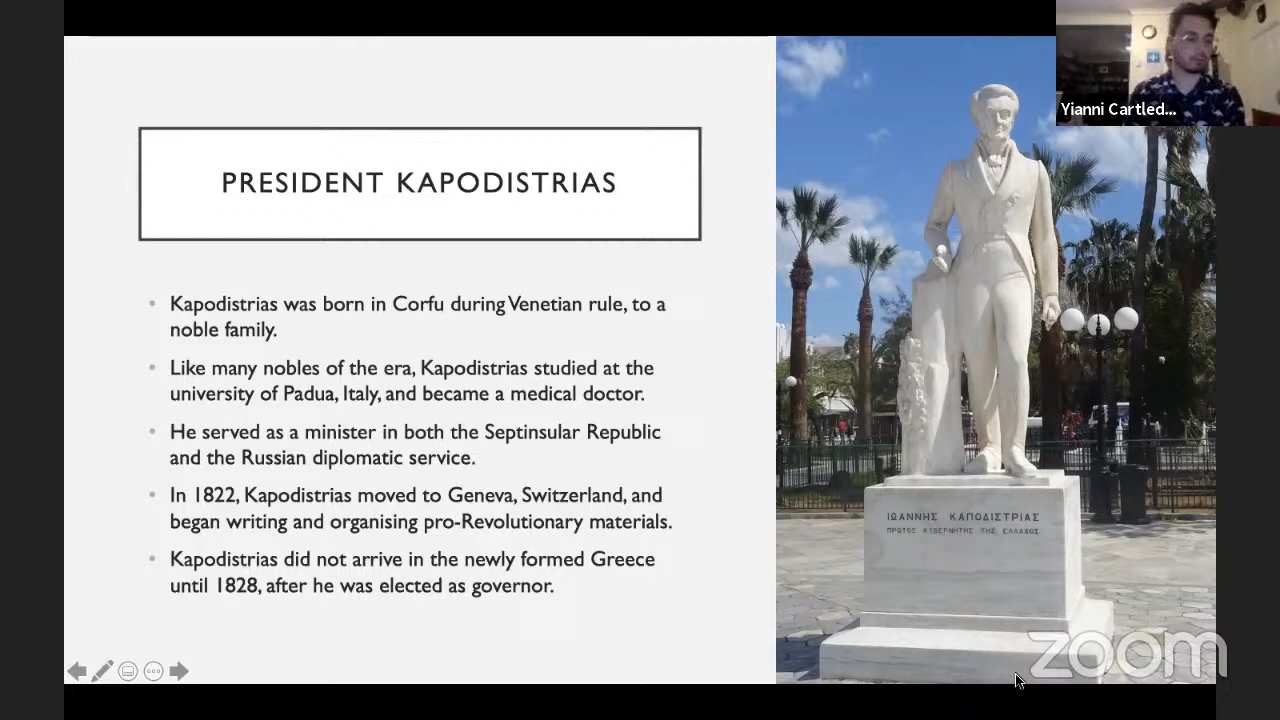 Yianni Cartled...
PRESIDENT KAPODISTRIAS
• Kapodistrias was born in Corfu during Venetian rule, to a
noble family.
• Like many nobles of the era, Kapodistrias studied at the
university of Padua, Italy, and became a medical doctor.
• He served as a minister in both the Septinsular Republic
and the Russian diplomatic service.
• In 1822, Kapodistrias moved to Geneva, Switzerland, and
began writing and organising pro-Revolutionary materials.
• Kapodistrias did not arrive in the newly formed Greece
until 1828, after he was elected as governor.
ΙΩΑΝΝΗΣ ΚΑΠΟΔΙΣΤΡΙΑΣ
ΠΡΩΤΟΣ ΚΥΒΕΡΝΗΤΗΣ ΤΗΣ ΕΛΛΑΔΟΣ
zoom